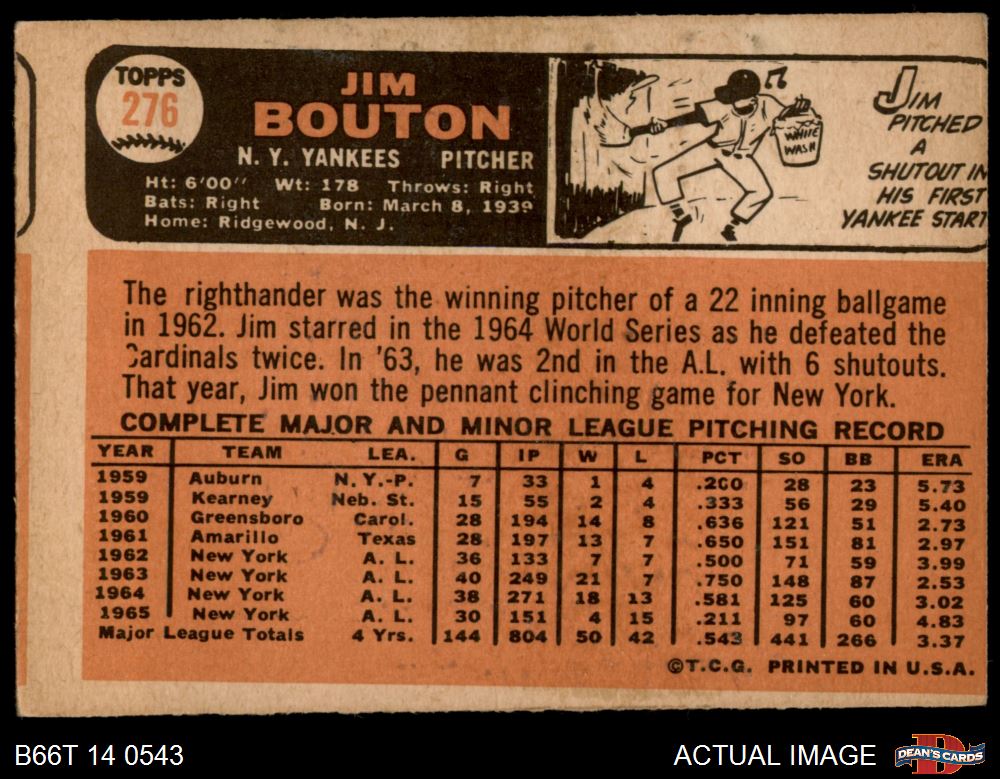 TOPPS
276
JIM
BOUTON
N. Y. YANKEES PITCHER
Ht: 6'00" Wt: 178 Throws: Right
Bats: Right Born: March 8, 1939
Home: Ridgewood, N. J.
WHITE
WASH
JIM
PITCHED
A
SHUTOUT IN
HIS FIRST
YANKEE START
The righthander was the winning pitcher of a 22 inning ballgame
in 1962. Jim starred in the 1964 World Series as he defeated the
Cardinals twice. In '63, he was 2nd in the A.L. with 6 shutouts.
That year, Jim won the pennant clinching game for New York.
COMPLETE MAJOR AND MINOR LEAGUE PITCHING RECORD
YEAR TEAM LEA. G IP W L PCT SO BB ERA
1959 Auburn N. Y.-P. 7 33 1 4 .200 28 23 5.73
1959 Kearney Neb. St. 15 55 2 4 .333 56 29 5.40
1960 Greensboro Carol. 28 194 14 8 .636 121 51 2.73
1961 Amarillo Texas 28 197 13 7 .650 151 81 2.97
1962 New York A. L. 36 133 7 7 .500 71 59 3.99
1963 New York A. L. 40 249 21 7 .750 148 87 2.53
1964 New York A. L. 38 271 18 13 .581 125 60 3.02
1965 New York A. L. 30 151 4 15 .211 97 60 4.83
Major League Totals 4 Yrs. 144 804 50 42 .543 441 266 3.37
©T.C.G. PRINTED IN U.S.A.
B66T 14 0543
ACTUAL IMAGE
DEAN'S CARDS